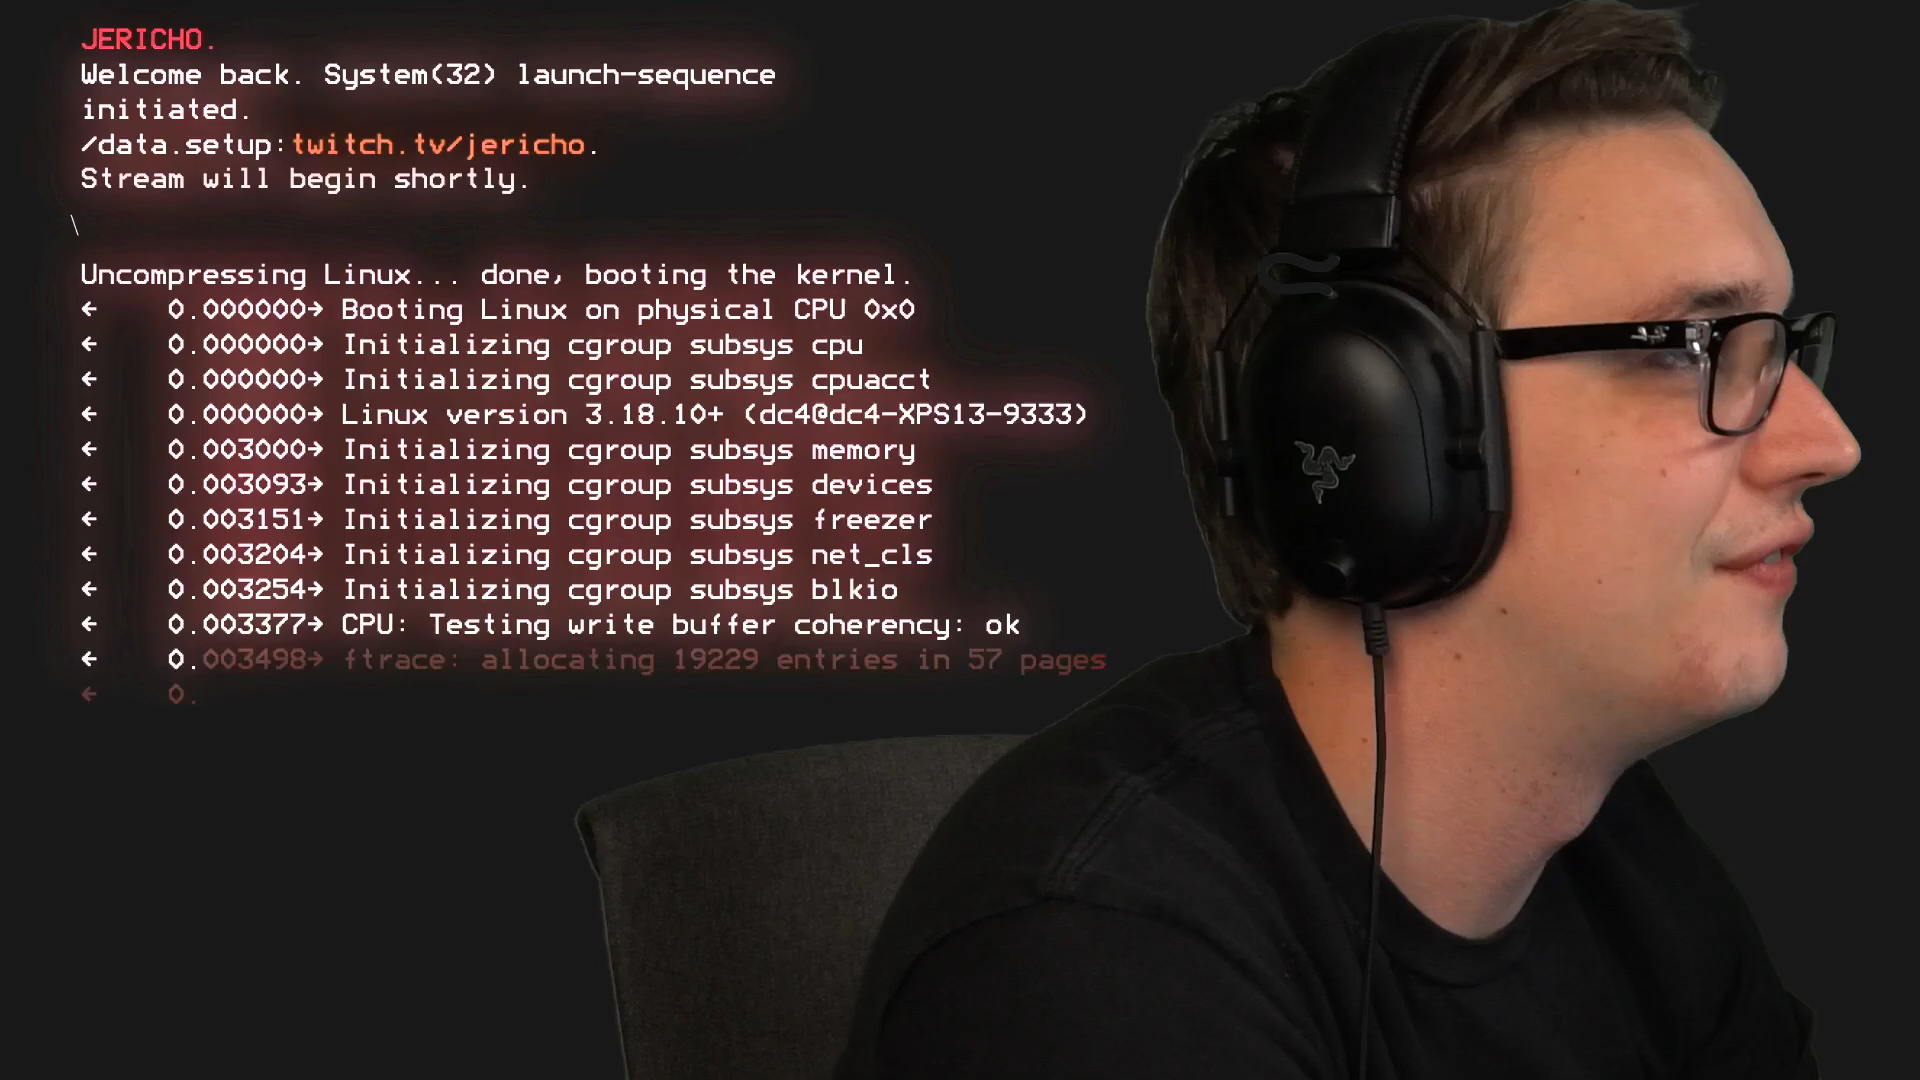 JERICHO.
Welcome back. System(32) launch-sequence
initiated.
/data.setup:twitch.tv/jericho.
Stream will begin shortly.
\
Uncompressing Linux... done, booting the kernel.
← 0.000000→ Booting Linux on physical CPU 0x0
← 0.000000→ Initializing cgroup subsys cpu
← 0.000000→ Initializing cgroup subsys cpuacct
← 0.000000→ Linux version 3.18.10+ (dc4@dc4-XPS13-9333)
← 0.003000→ Initializing cgroup subsys memory
← 0.003093→ Initializing cgroup subsys devices
← 0.003151→ Initializing cgroup subsys freezer
← 0.003204→ Initializing cgroup subsys net_cls
← 0.003254→ Initializing cgroup subsys blkio
← 0.003377→ CPU: Testing write buffer coherency: ok
← 0.003498→ ftrace: allocating 19229 entries in 57 pages
← 0.